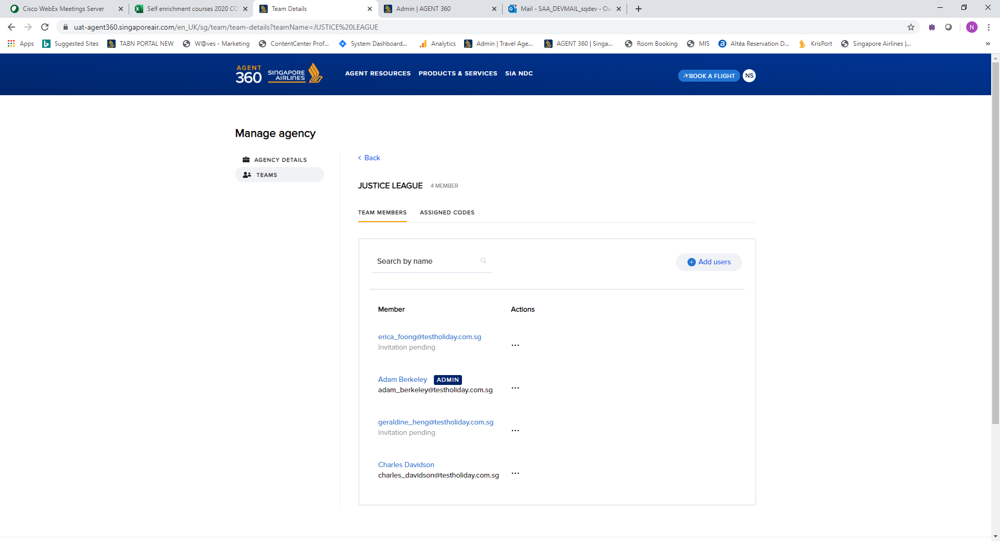 Cisco WebEx Meetings Server
Self enrichment courses 2020 CO
Team Details
Admin | AGENT 360
Mail - SAA_DEVMAIL_sqdev - Ou
uat-agent360.singaporeair.com/en_UK/sg/team/team-details?teamName=JUSTICE%20LEAGUE
N
Apps
Suggested Sites
TABN PORTAL NEW
W@ves - Marketing
ContentCenter Prof...
System Dashboard...
Analytics
Admin | Travel Age...
AGENT 360 | Singa...
Room Booking
MIS
Altéa Reservation D...
KrisPort
Singapore Airlines |...
»
AGENT
360
SINGAPORE
AIRLINES
AGENT RESOURCES
PRODUCTS & SERVICES
SIA NDC
BOOK A FLIGHT
NS
Manage agency
AGENCY DETAILS
TEAMS
Back
JUSTICE LEAGUE 4 MEMBER
TEAM MEMBERS
ASSIGNED CODES
Search by name
Add users
Member
Actions
erica_foong@testholiday.com.sg
Invitation pending
...
Adam Berkeley ADMIN
adam_berkeley@testholiday.com.sg
...
geraldine_heng@testholiday.com.sg
Invitation pending
...
Charles Davidson
charles_davidson@testholiday.com.sg
...